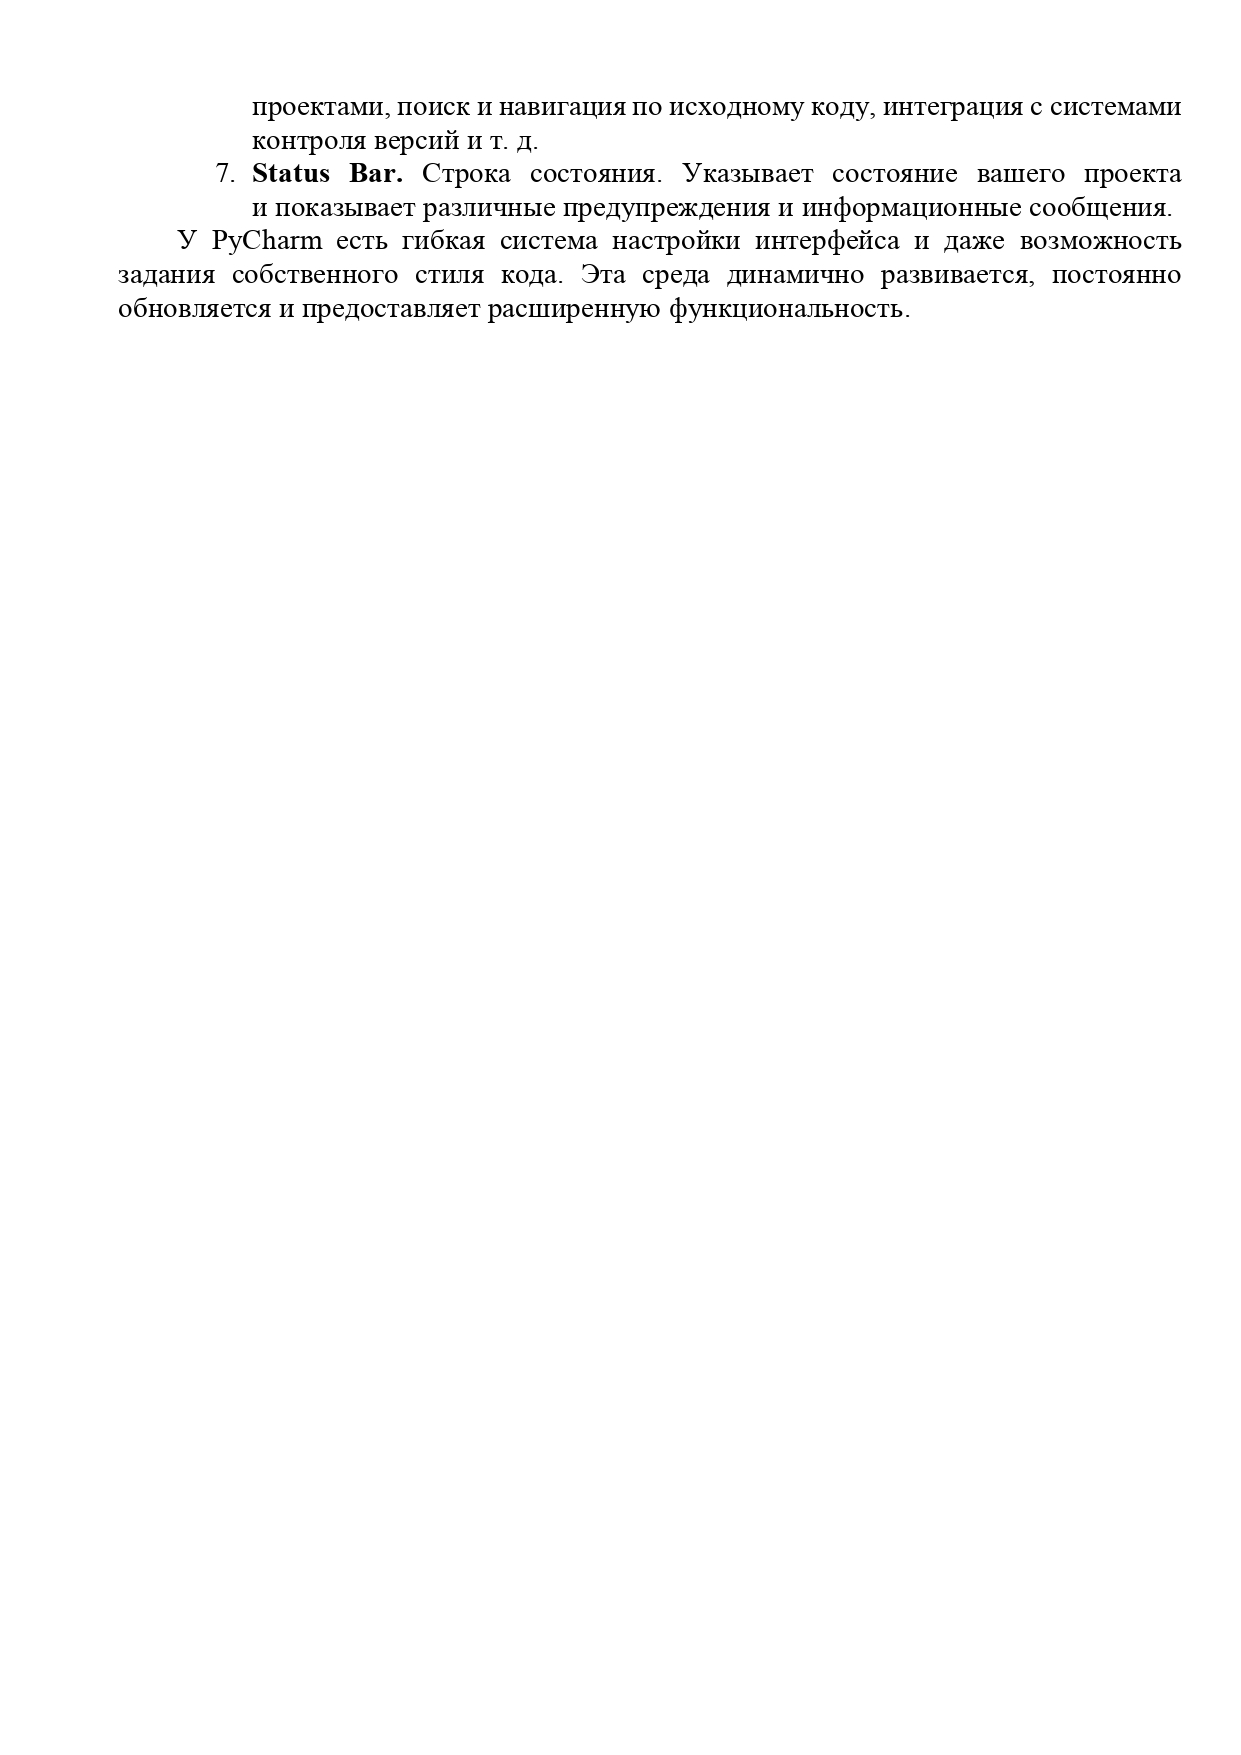 проектами, поиск и навигация по исходному коду, интеграция с системами
контроля версий и т. д.
7. Status Bar. Строка состояния. Указывает состояние вашего проекта
и показывает различные предупреждения и информационные сообщения.
У PyCharm есть гибкая система настройки интерфейса и даже возможность
задания собственного стиля кода. Эта среда динамично развивается, постоянно
обновляется и предоставляет расширенную функциональность.